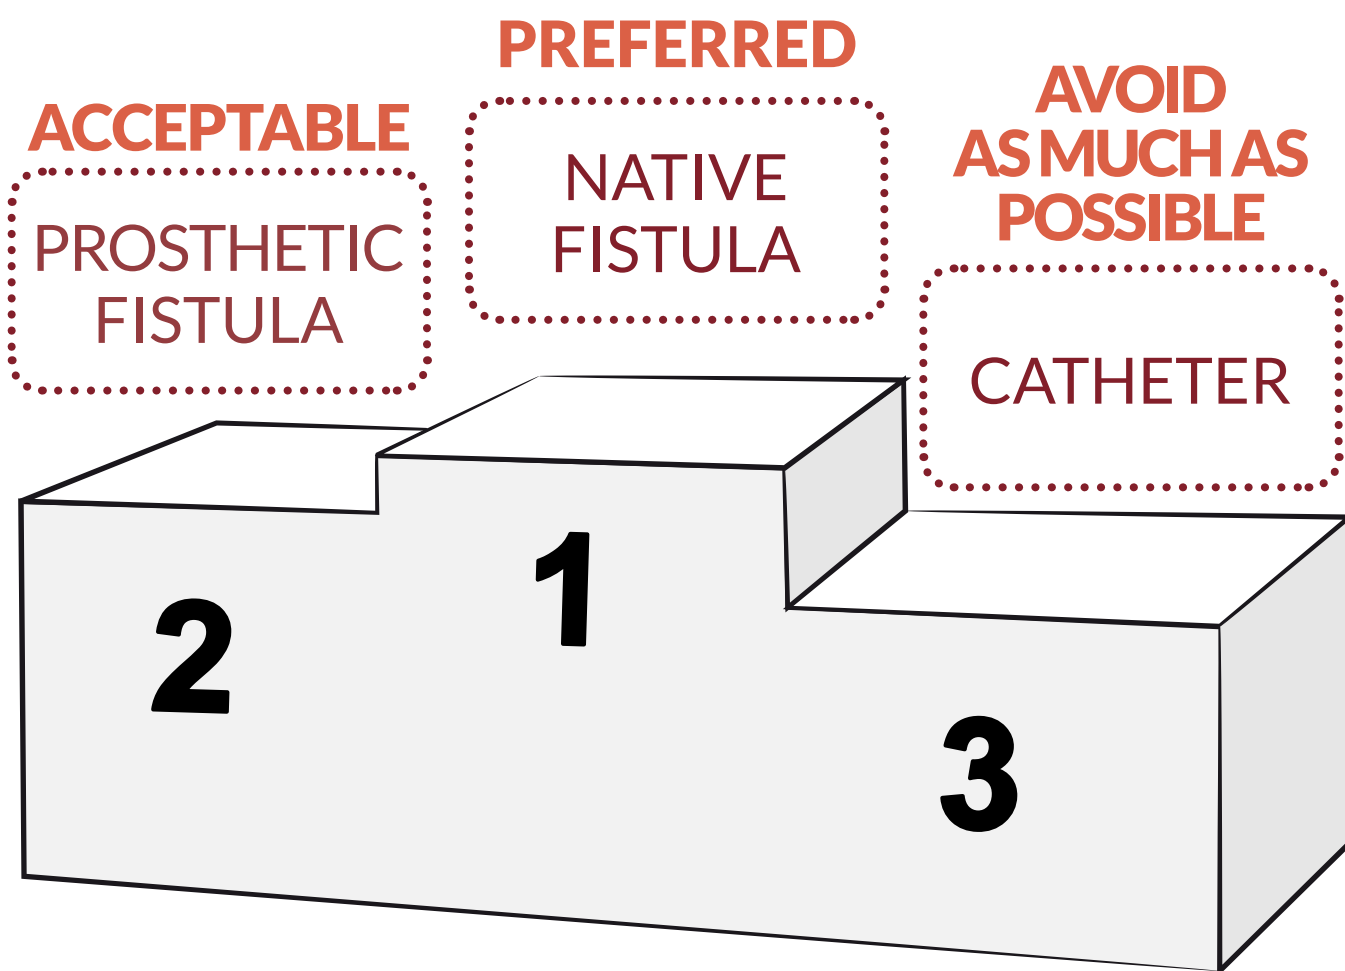 ACCEPTABLE
PROSTHETIC
FISTULA
PREFERRED
NATIVE
FISTULA
AVOID
AS MUCH AS
POSSIBLE
CATHETER
2
1
3